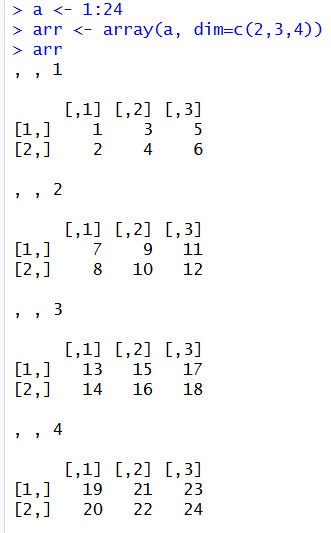 > a <- 1:24
> arr <- array(a, dim=c(2,3,4))
> arr
, , 1
[,1] [,2] [,3]
[1,] 1 3 5
[2,] 2 4 6
, , 2
[,1] [,2] [,3]
[1,] 7 9 11
[2,] 8 10 12
, , 3
[,1] [,2] [,3]
[1,] 13 15 17
[2,] 14 16 18
, , 4
[,1] [,2] [,3]
[1,] 19 21 23
[2,] 20 22 24